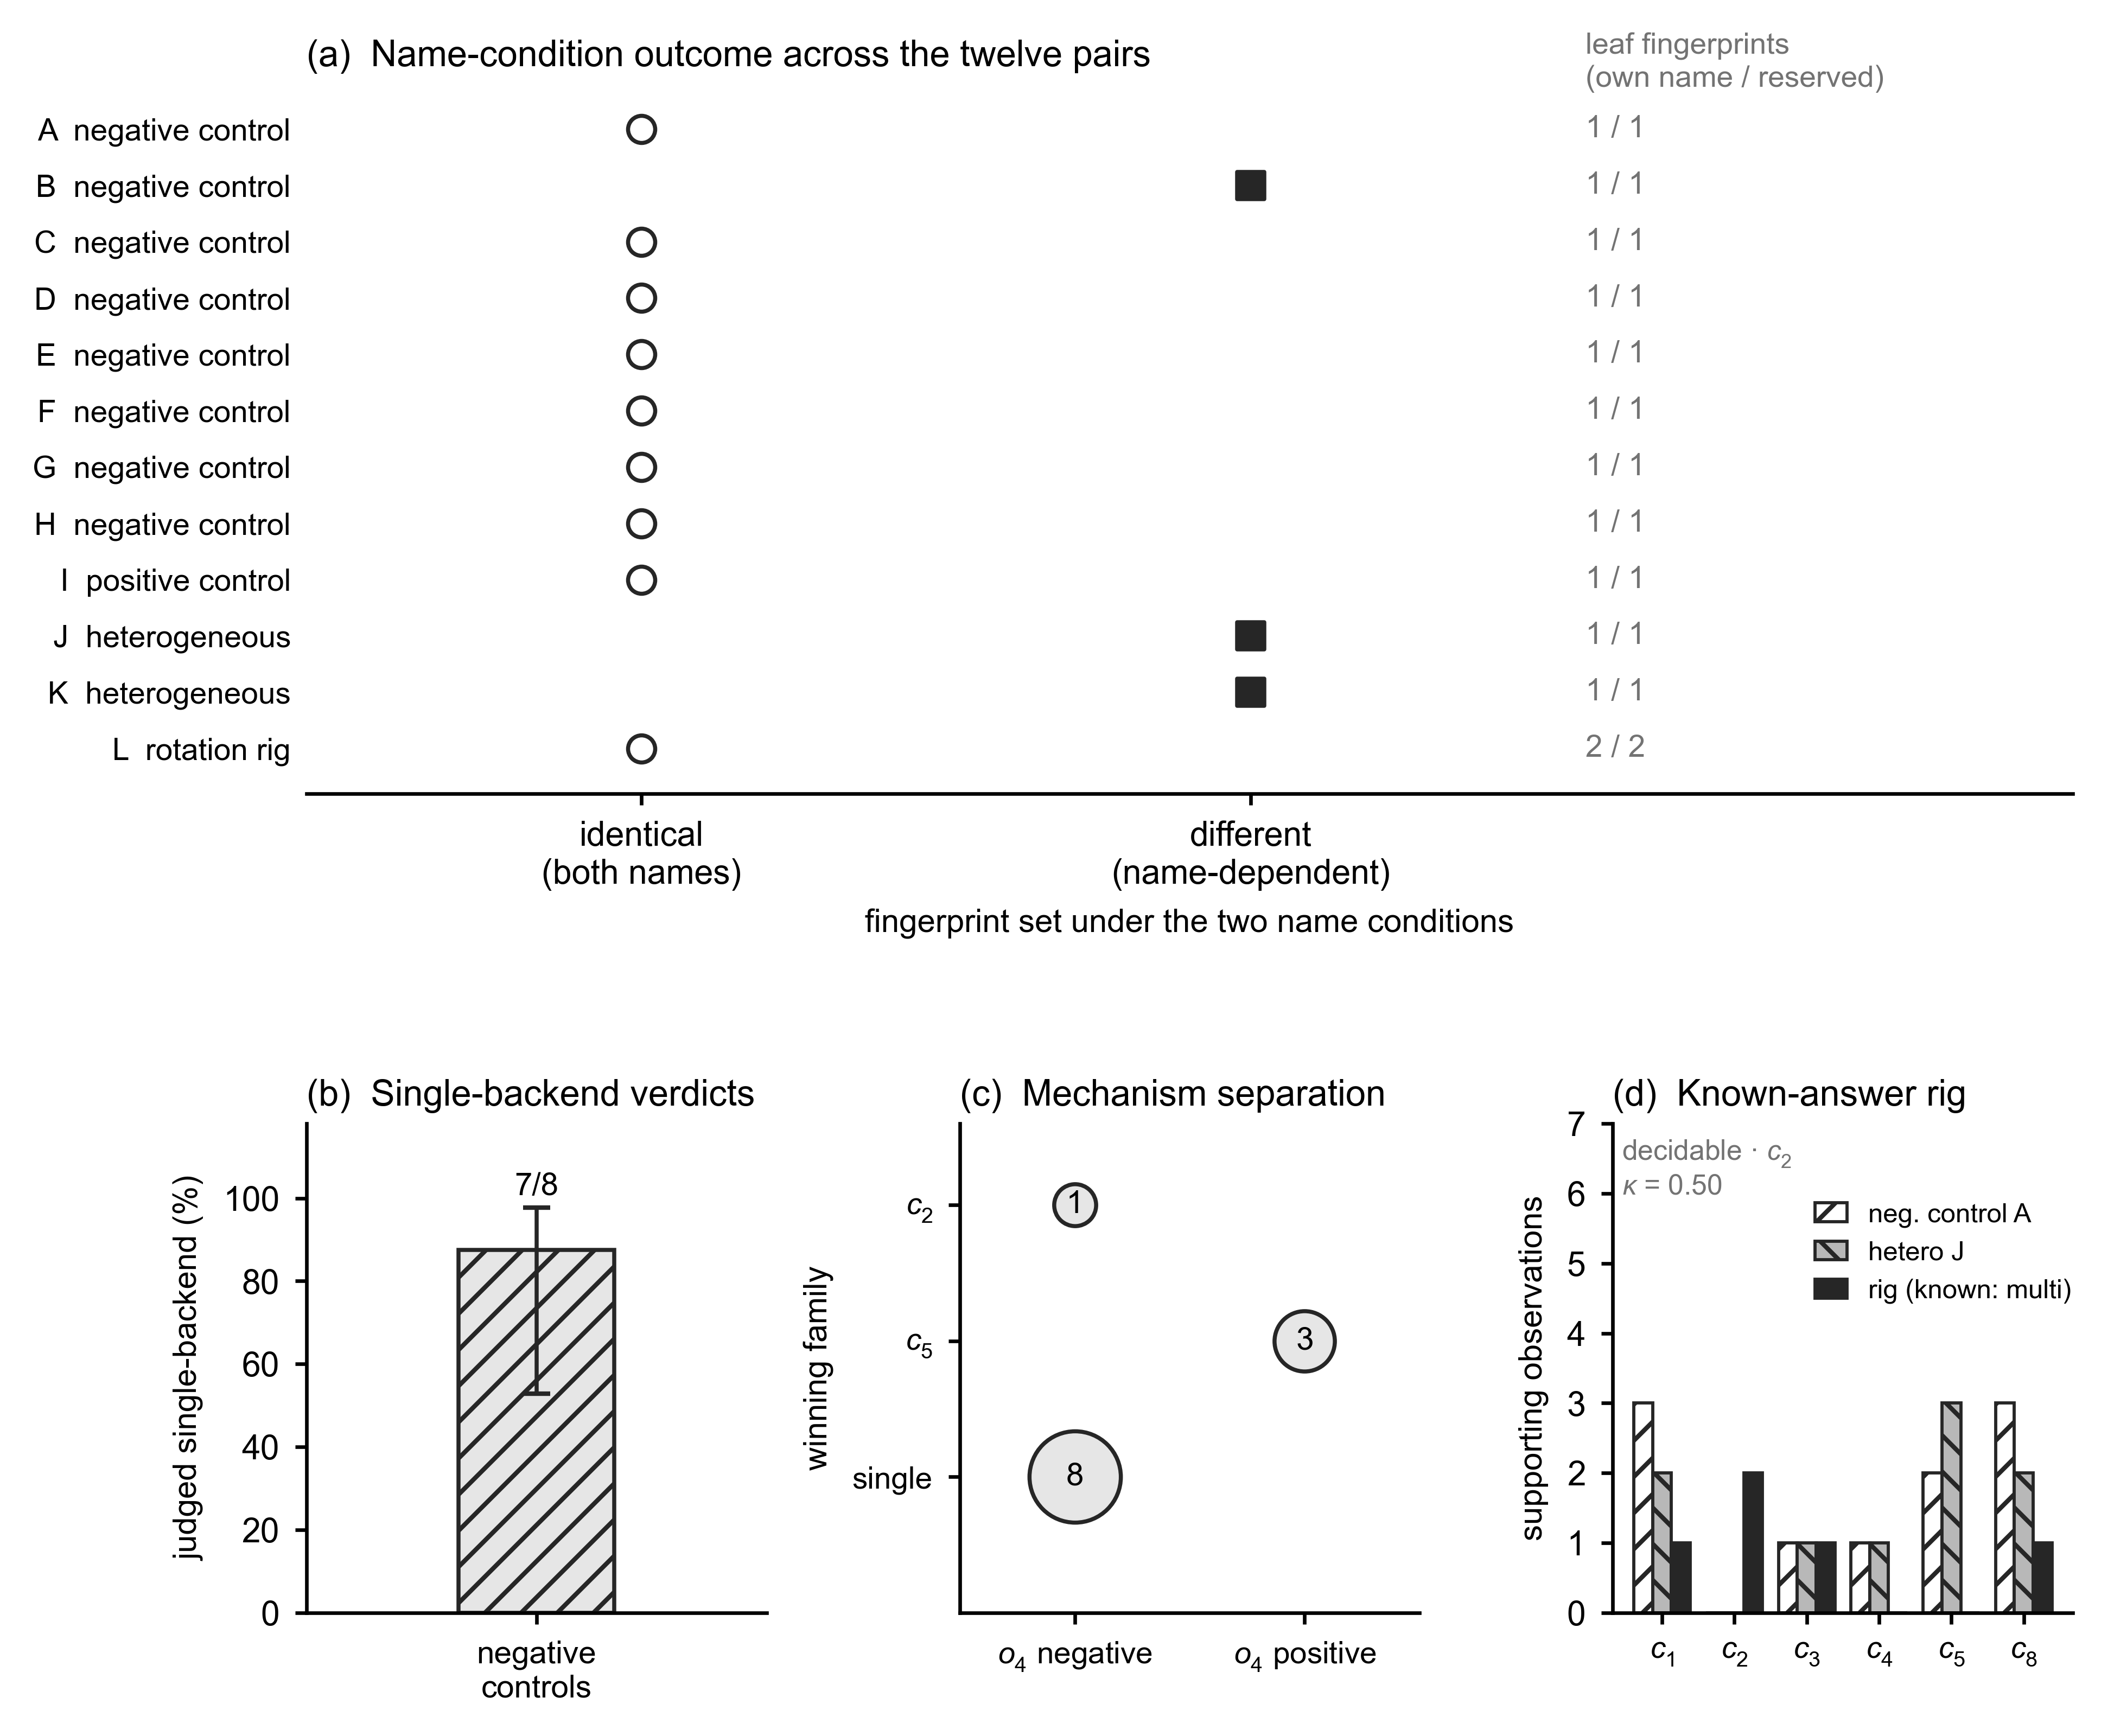 (a) Name-condition outcome across the twelve pairs
leaf fingerprints
(own name / reserved)
A negative control 1 / 1
B negative control 1 / 1
C negative control 1 / 1
D negative control 1 / 1
E negative control 1 / 1
F negative control 1 / 1
G negative control 1 / 1
H negative control 1 / 1
I positive control 1 / 1
J heterogeneous 1 / 1
K heterogeneous 1 / 1
L rotation rig 2 / 2
identical
(both names)
different
(name-dependent)
fingerprint set under the two name conditions
(b) Single-backend verdicts
judged single-backend (%)
100
80
60
40
20
0
7/8
negative
controls
(c) Mechanism separation
winning family
c₂
c₅
single
1
3
8
o₄ negative
o₄ positive
(d) Known-answer rig
supporting observations
7
6
5
4
3
2
1
0
decidable · c₂
κ = 0.50
neg. control A
hetero J
rig (known: multi)
c₁ c₂ c₃ c₄ c₅ c₈